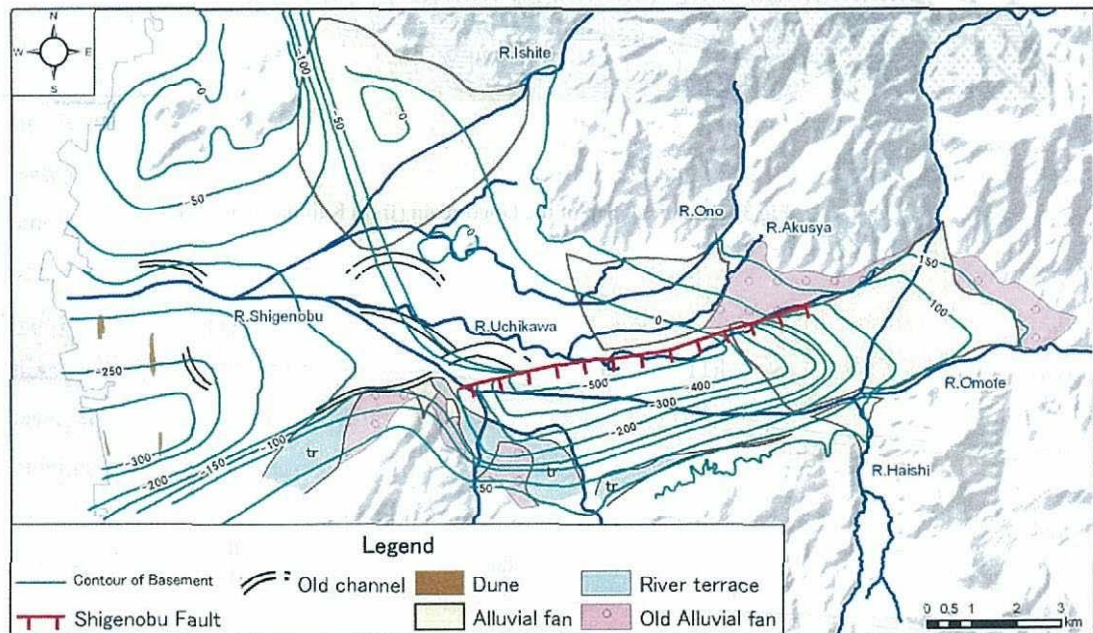 N
W E
S
R.Ishite
-100
-50
0
0
-50
R.Ono
R.Akusya
150
100
0
R.Shigenobu
R.Uchikawa
-250
-500
-400
-300
-200
R.Omote
-300
-200
-150
-100
tr
tr
tr
50
R.Haishi
Legend
Contour of Basement
Old channel
Dune
River terrace
Shigenobu Fault
Alluvial fan
Old Alluvial fan
0 0.5 1 2 3
km